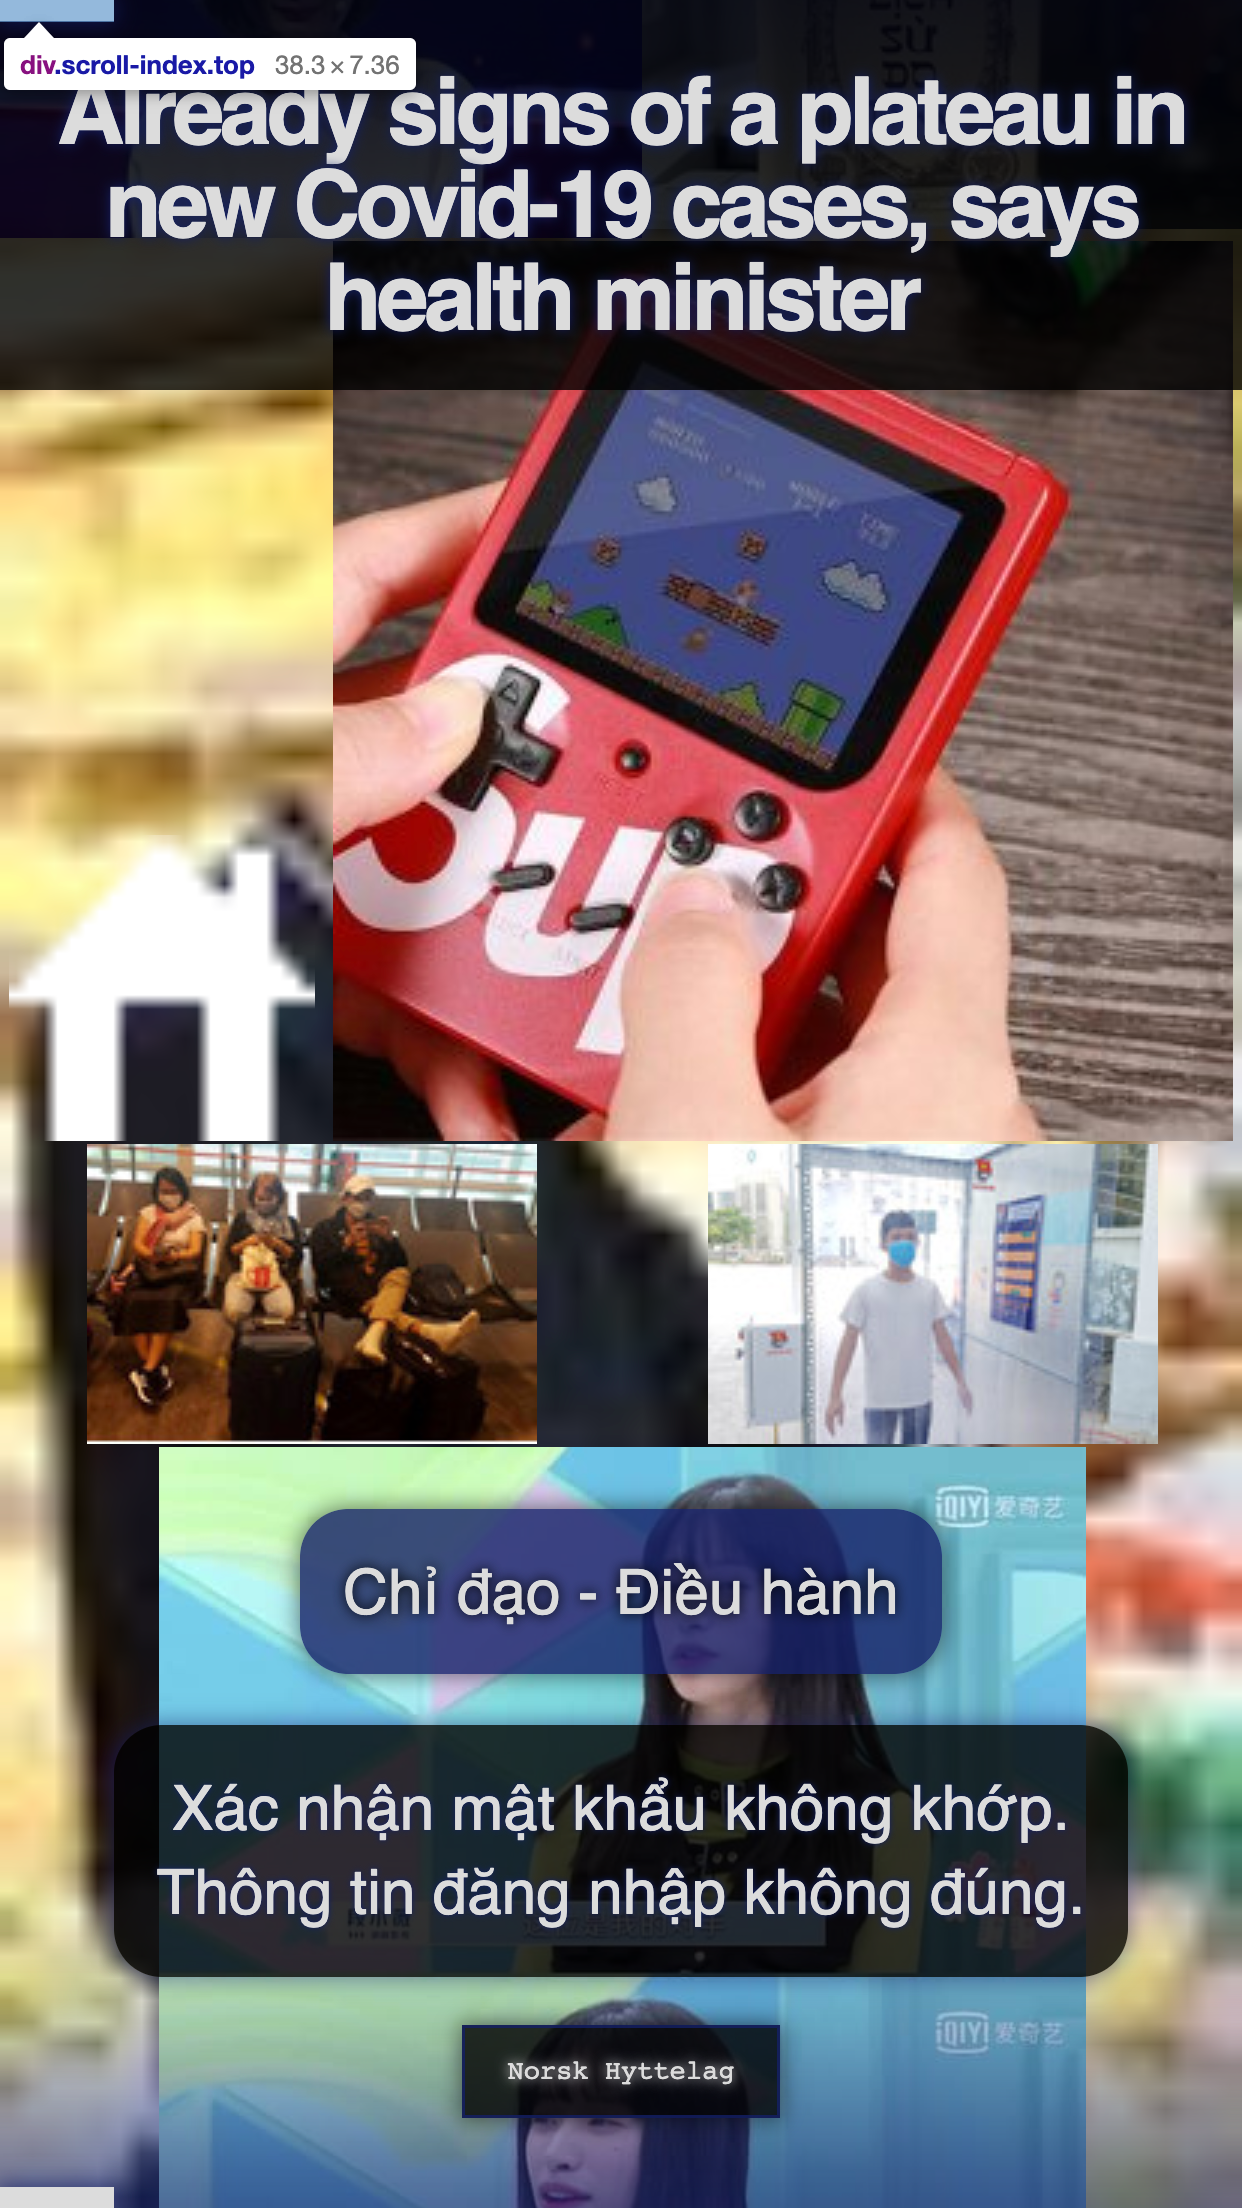 div.scroll-index.top 38.3 × 7.36
Already signs of a plateau in
new Covid-19 cases, says
health minister
Sup
iQIYI 爱奇艺
Chỉ đạo - Điều hành
Xác nhận mật khẩu không khớp.
Thông tin đăng nhập không đúng.
iQIYI 爱奇艺
Norsk Hyttelag